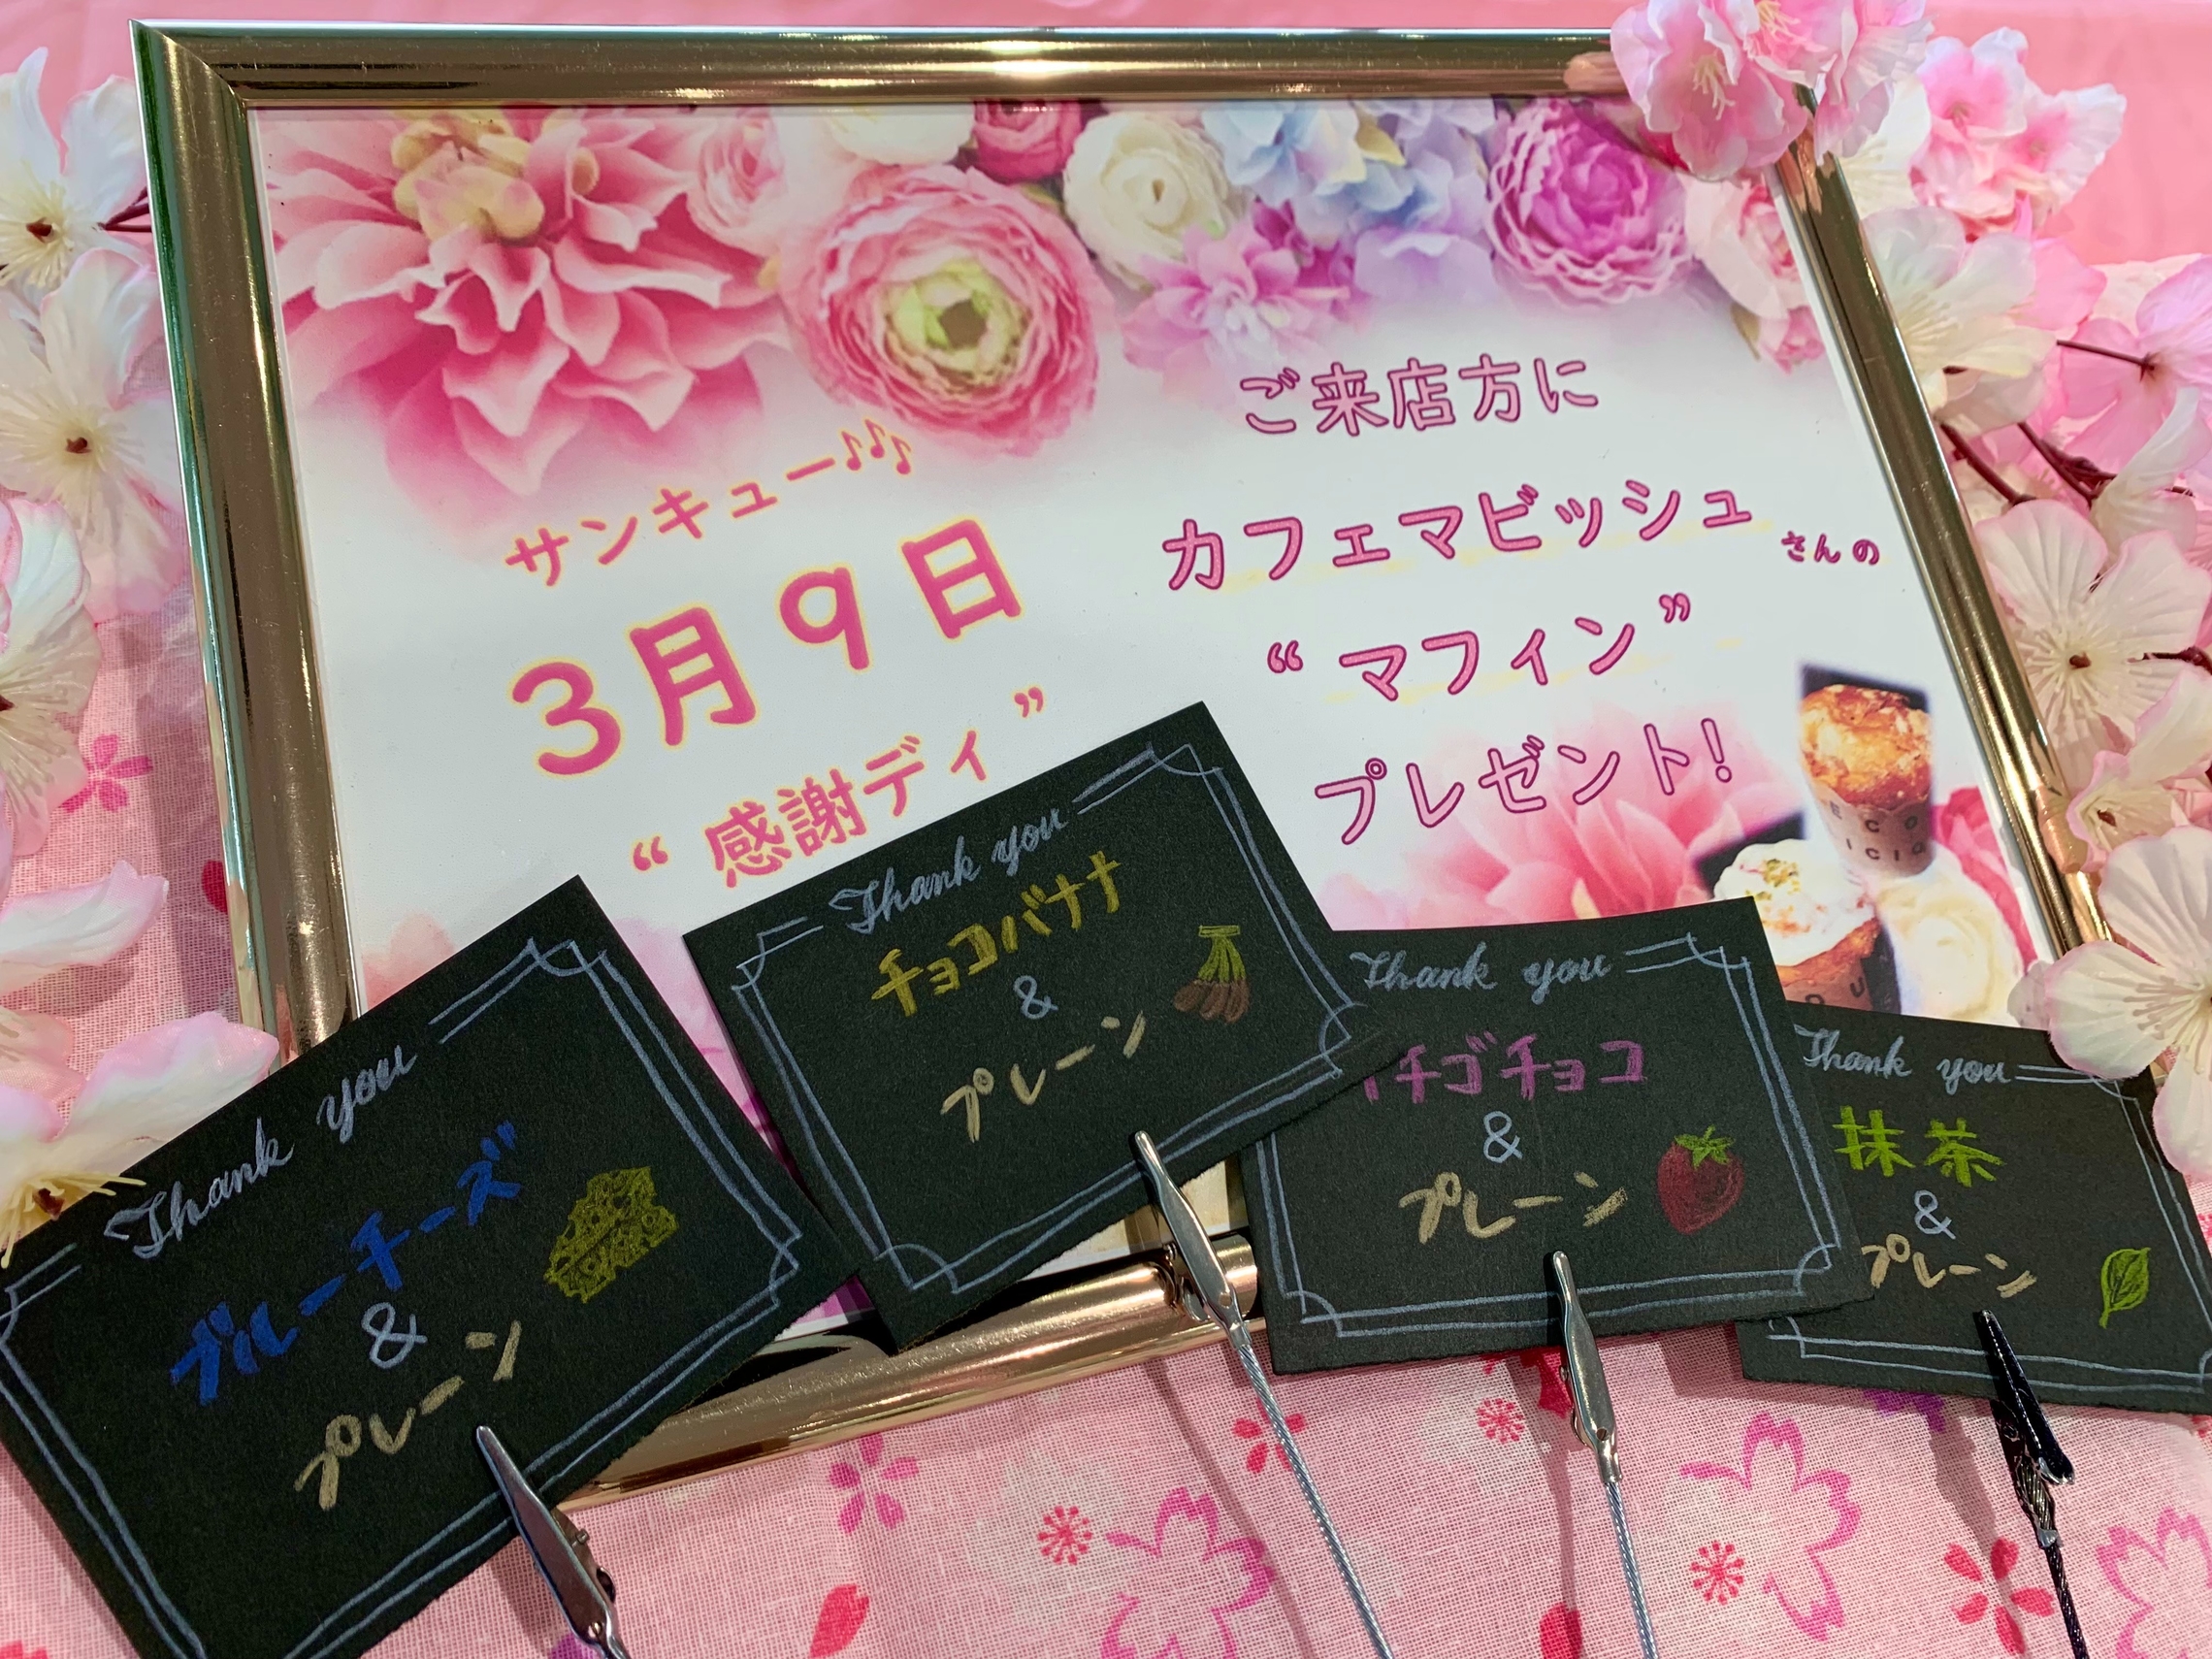 サンキュー♪♪♪
3月9日
“感謝ディ”
ご来店方に
カフェマビッシュさんの
“マフィン”
プレゼント!
Thank you
ブルーチーズ
&
プレーン
Thank you
チョコバナナ
&
プレーン
Thank you
イチゴチョコ
&
プレーン
Thank you
抹茶
&
プレーン